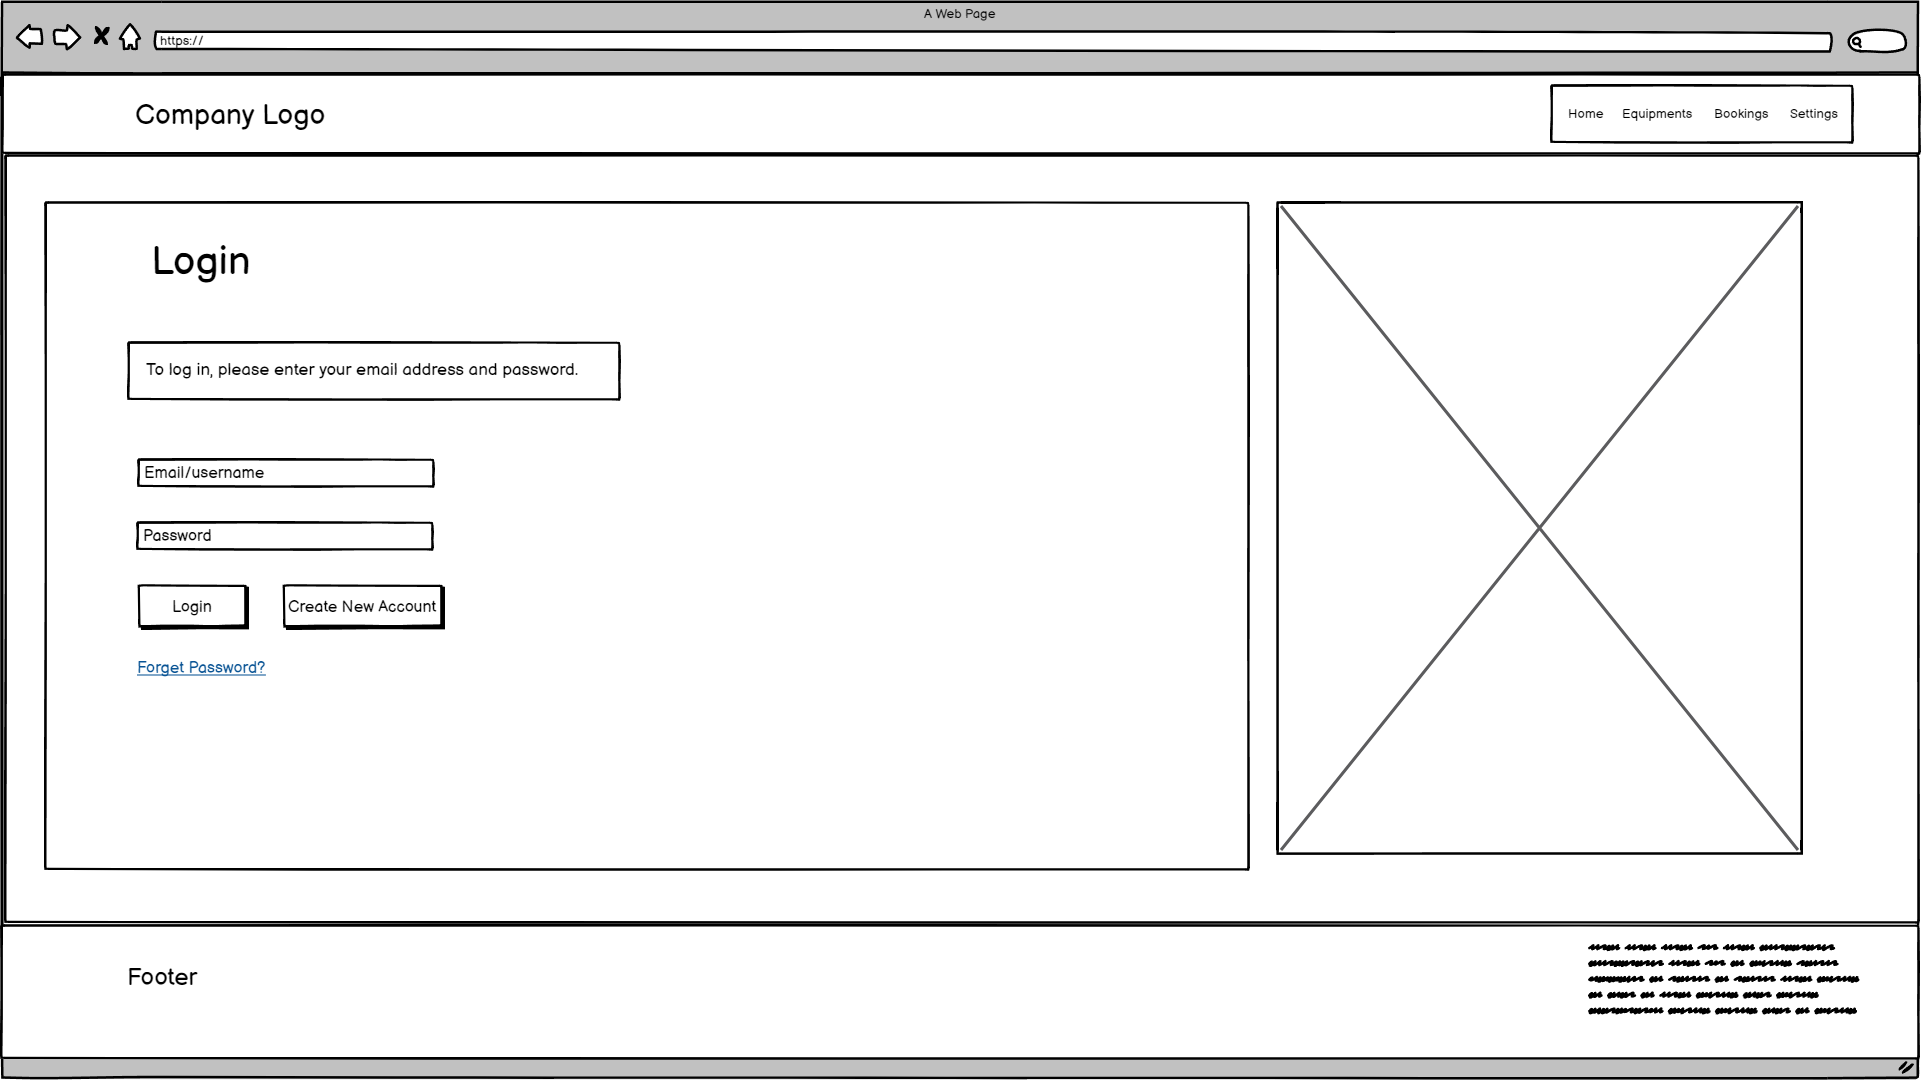 A Web Page
https://
Company Logo
Home Equipments Bookings Settings
Login
To log in, please enter your email address and password.
Email/username
Password
Login Create New Account
Forget Password?
Footer